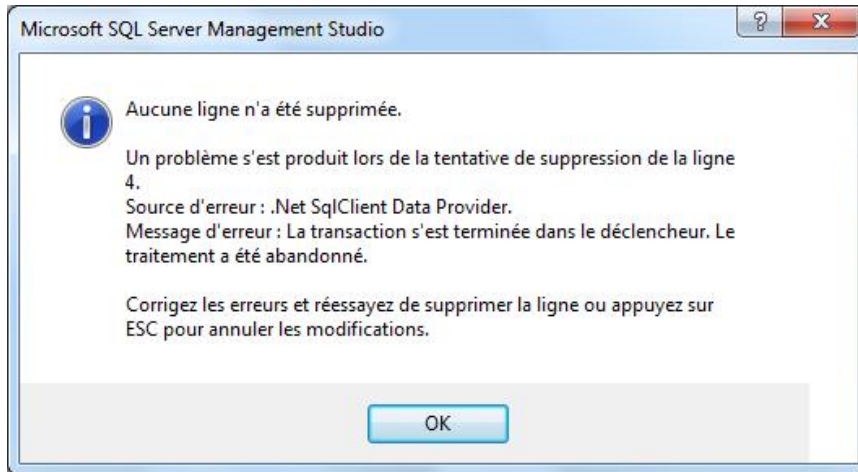 Microsoft SQL Server Management Studio
Aucune ligne n'a été supprimée.
Un problème s'est produit lors de la tentative de suppression de la ligne
4.
Source d'erreur : .Net SqlClient Data Provider.
Message d'erreur : La transaction s'est terminée dans le déclencheur. Le
traitement a été abandonné.
Corrigez les erreurs et réessayez de supprimer la ligne ou appuyez sur
ESC pour annuler les modifications.
OK